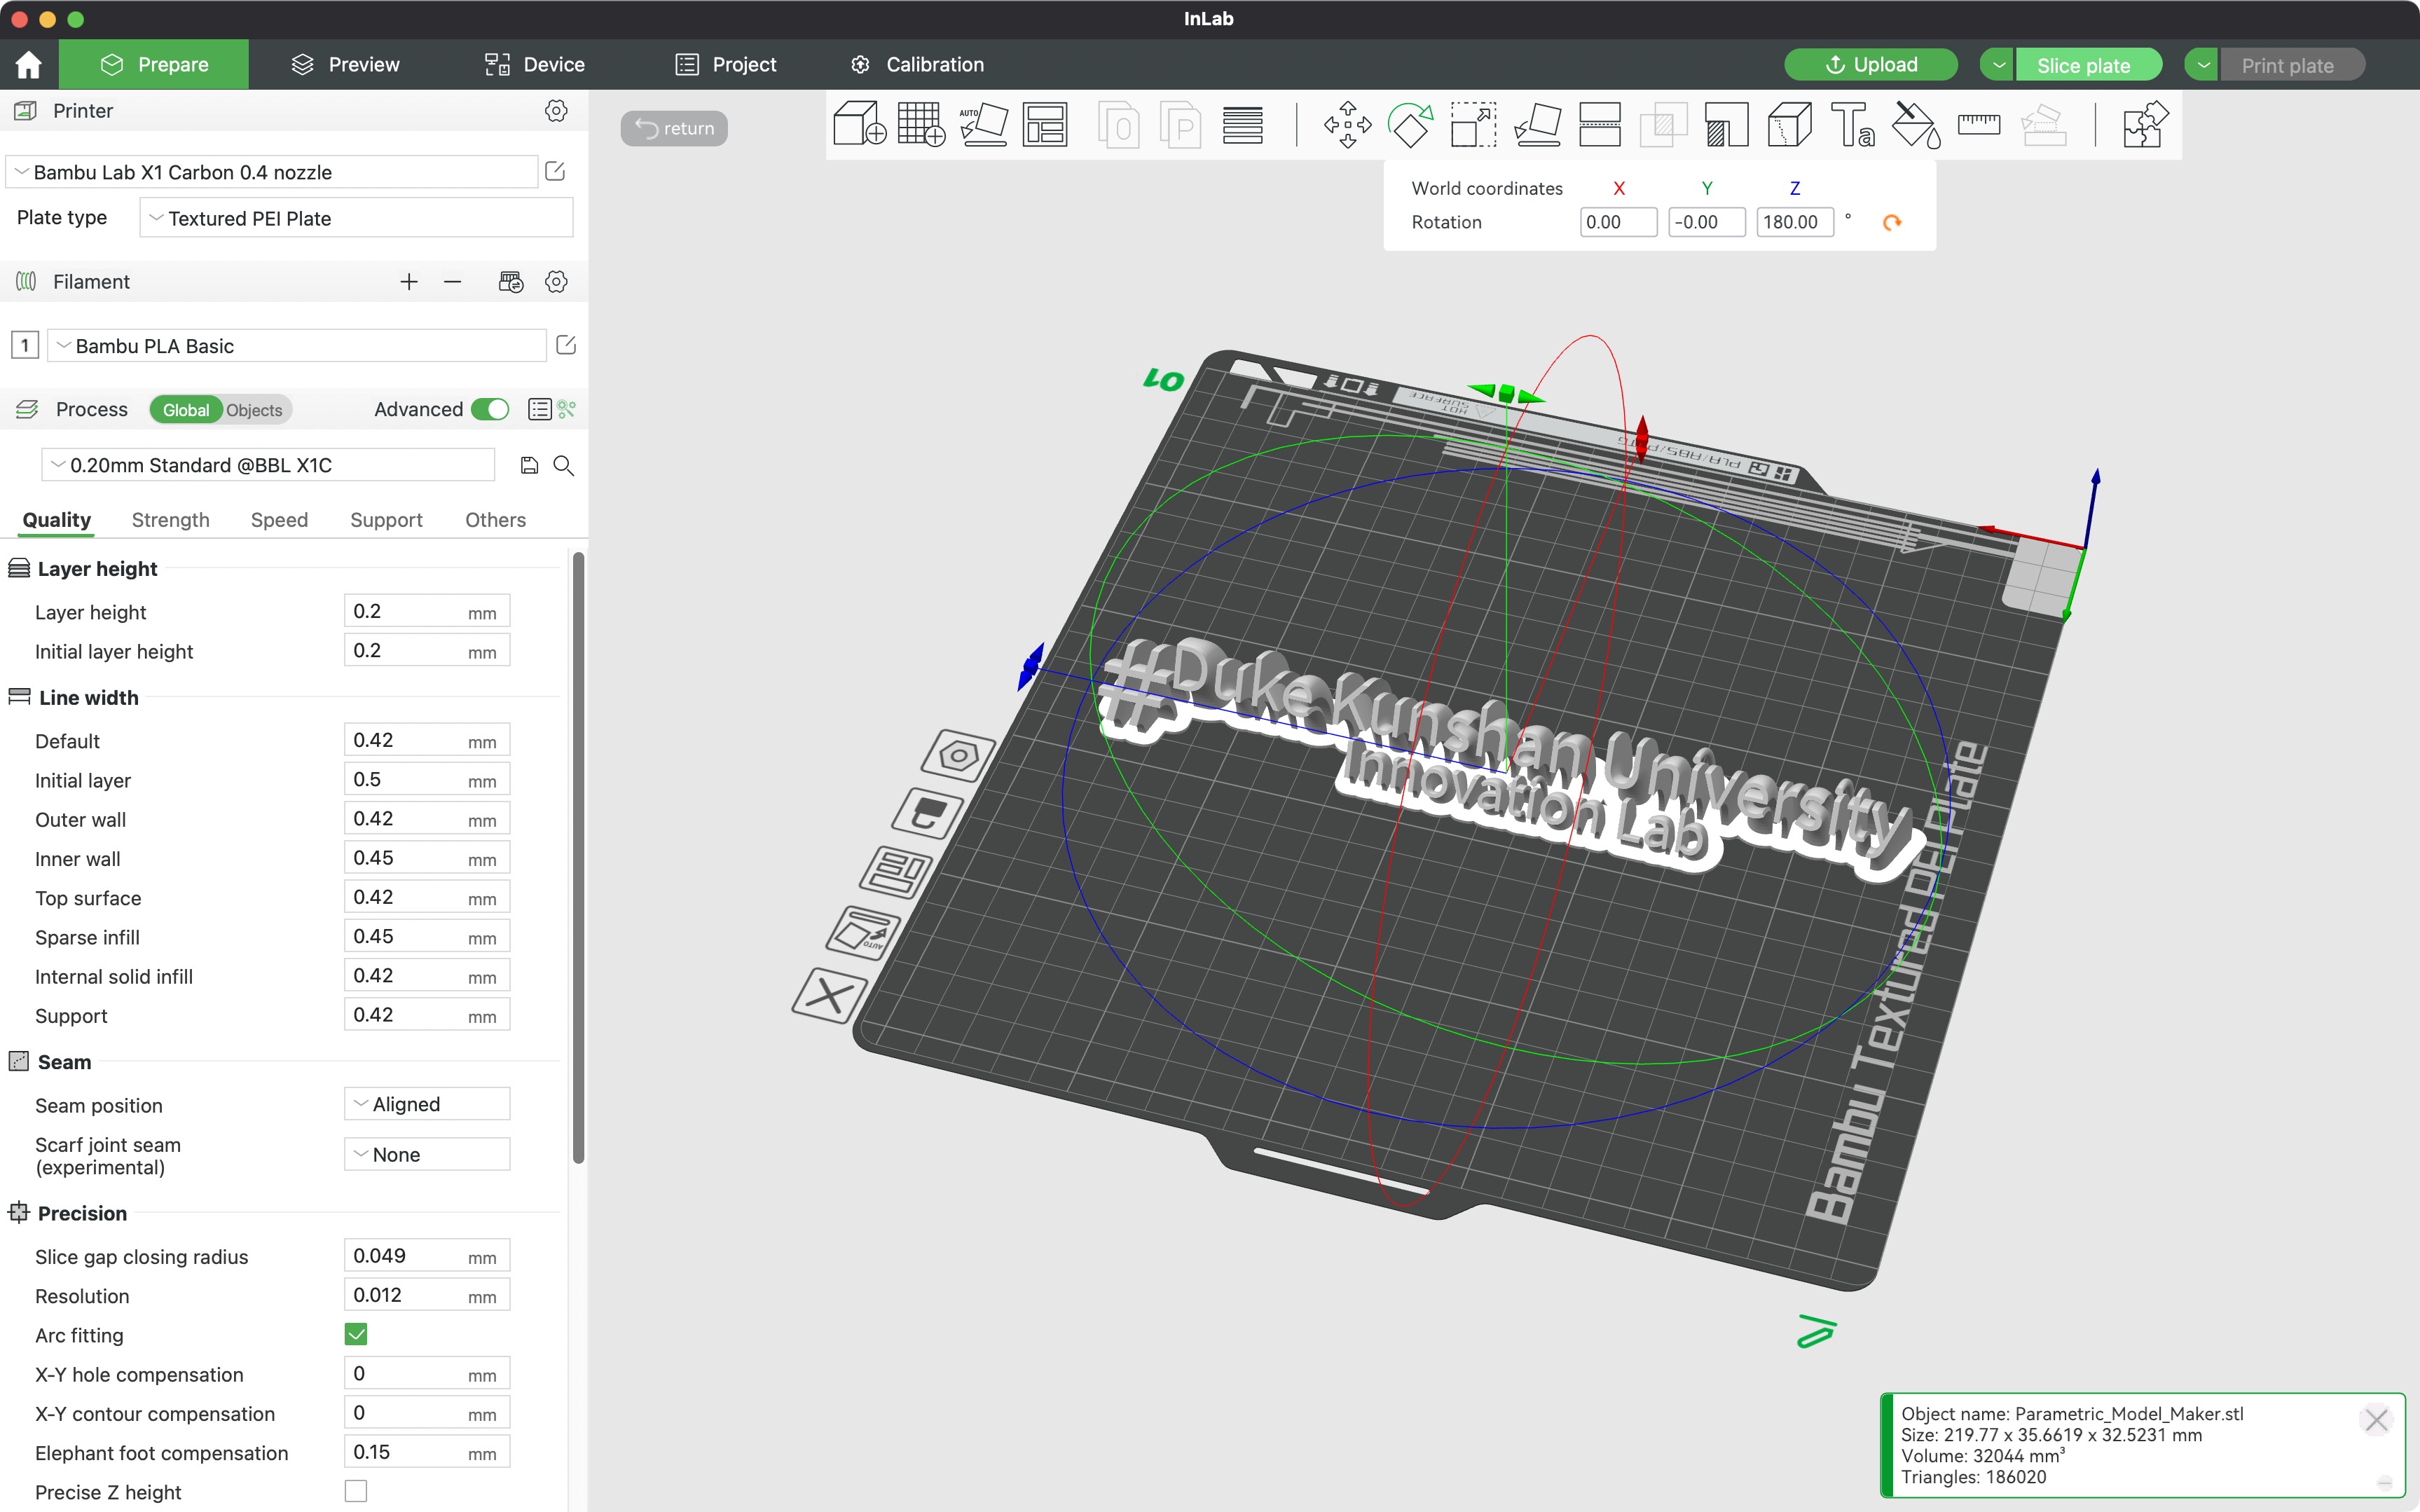 InLab
Prepare
Preview
Device
Project
Calibration
Upload
Slice plate
Print plate
Printer
return
AUTO
O
P
Ta
Bambu Lab X1 Carbon 0.4 nozzle
Plate type
Textured PEI Plate
World coordinates X Y Z
Rotation 0.00 -0.00 180.00 °
Filament
1
Bambu PLA Basic
Process
Global
Objects
Advanced
0.20mm Standard @BBL X1C
Quality
Strength
Speed
Support
Others
Layer height
Layer height 0.2 mm
Initial layer height 0.2 mm
Line width
Default 0.42 mm
Initial layer 0.5 mm
Outer wall 0.42 mm
Inner wall 0.45 mm
Top surface 0.42 mm
Sparse infill 0.45 mm
Internal solid infill 0.42 mm
Support 0.42 mm
Seam
Seam position Aligned
Scarf joint seam
(experimental) None
Precision
Slice gap closing radius 0.049 mm
Resolution 0.012 mm
Arc fitting
X-Y hole compensation 0 mm
X-Y contour compensation 0 mm
Elephant foot compensation 0.15 mm
Precise Z height
01
HOT
SURFACE
PLA/ABS/PETG
#Duke Kunshan University
Innovation Lab
Bambu Textured PEI Plate
AUTO
Object name: Parametric_Model_Maker.stl
Size: 219.77 x 35.6619 x 32.5231 mm
Volume: 32044 mm³
Triangles: 186020